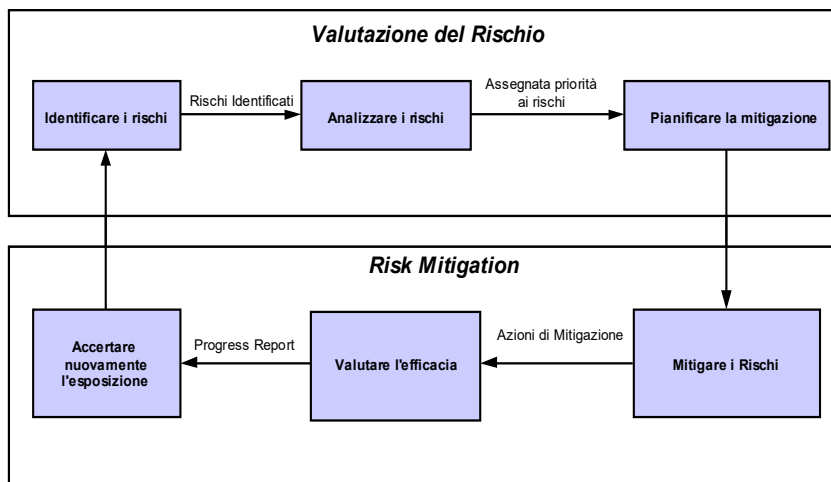 Valutazione del Rischio
Identificare i rischi
Rischi Identificati
Analizzare i rischi
Assegnata priorità
ai rischi
Pianificare la mitigazione
Risk Mitigation
Accertare
nuovamente
l'esposizione
Progress Report
Valutare l'efficacia
Azioni di Mitigazione
Mitigare i Rischi